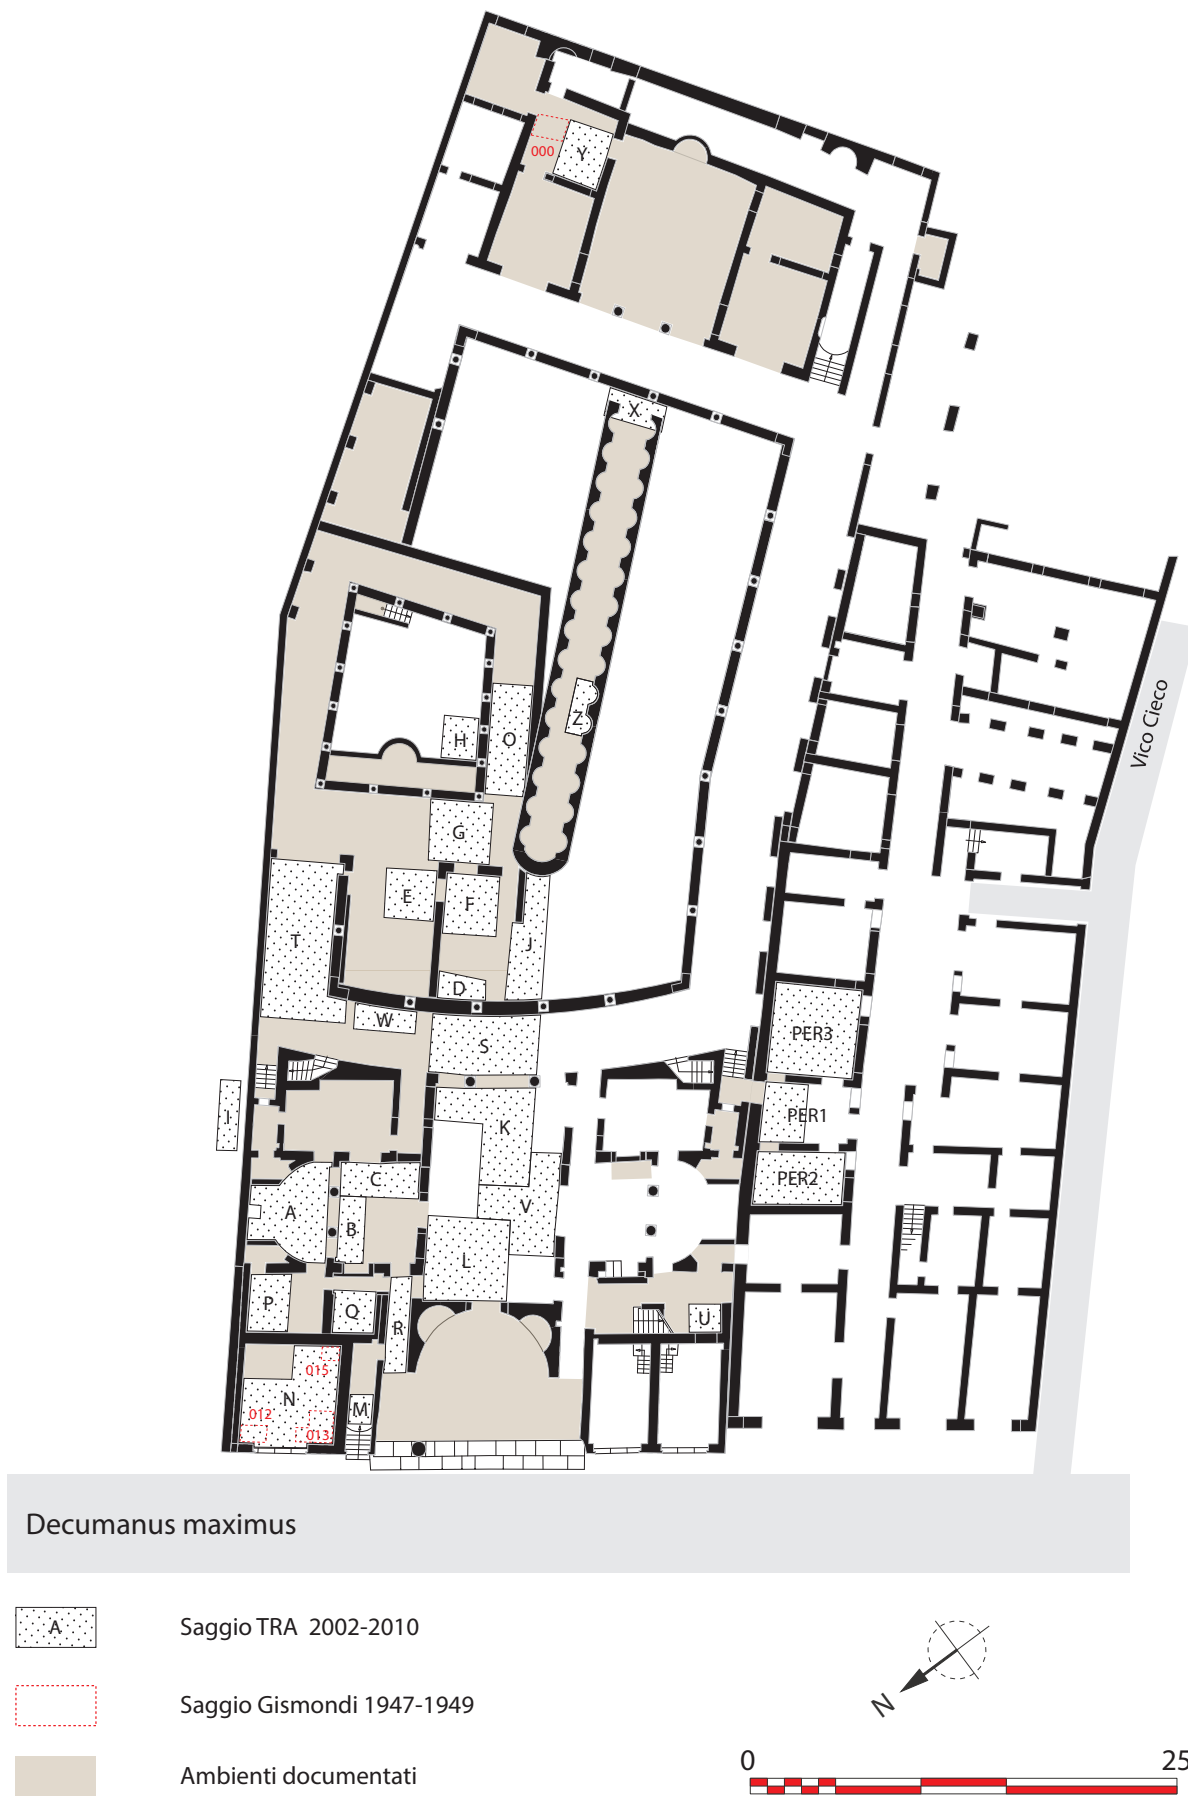 Y
000
X
Z
H
O
G
E
F
T
J
D
W
S
PER3
I
K
PER1
C
PER2
A
B
V
L
P
Q
R
U
015
N
M
012
013
Vico Cieco
Decumanus maximus
A
Saggio TRA 2002-2010
Saggio Gismondi 1947-1949
Ambienti documentati
N
0
25